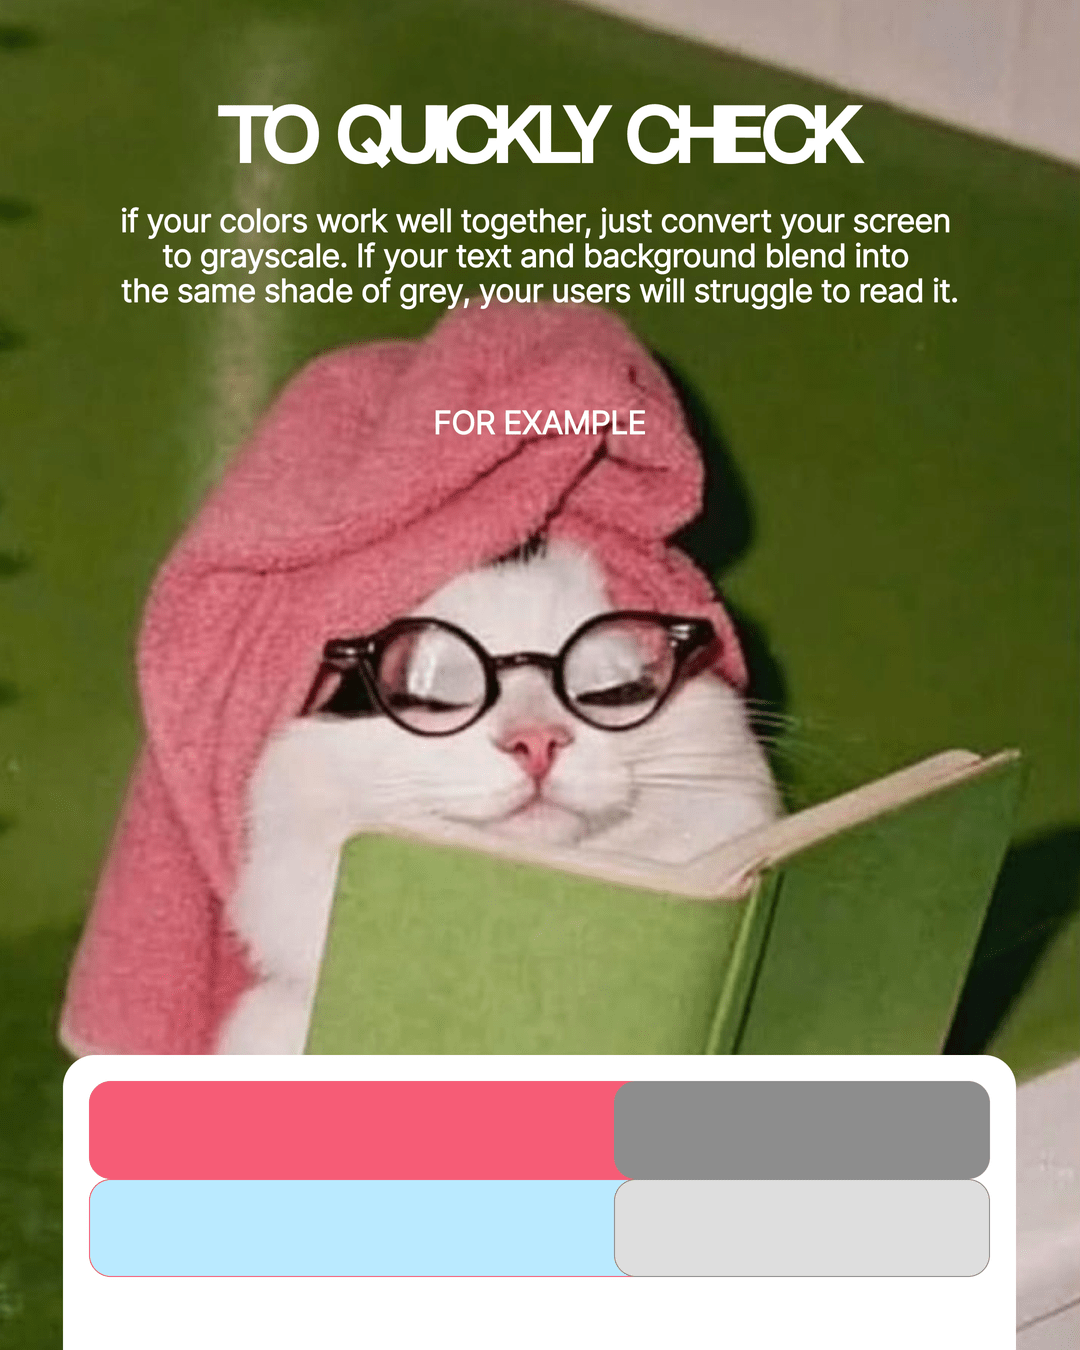 TO QUICKLY CHECK
if your colors work well together, just convert your screen
to grayscale. If your text and background blend into
the same shade of grey, your users will struggle to read it.
FOR EXAMPLE